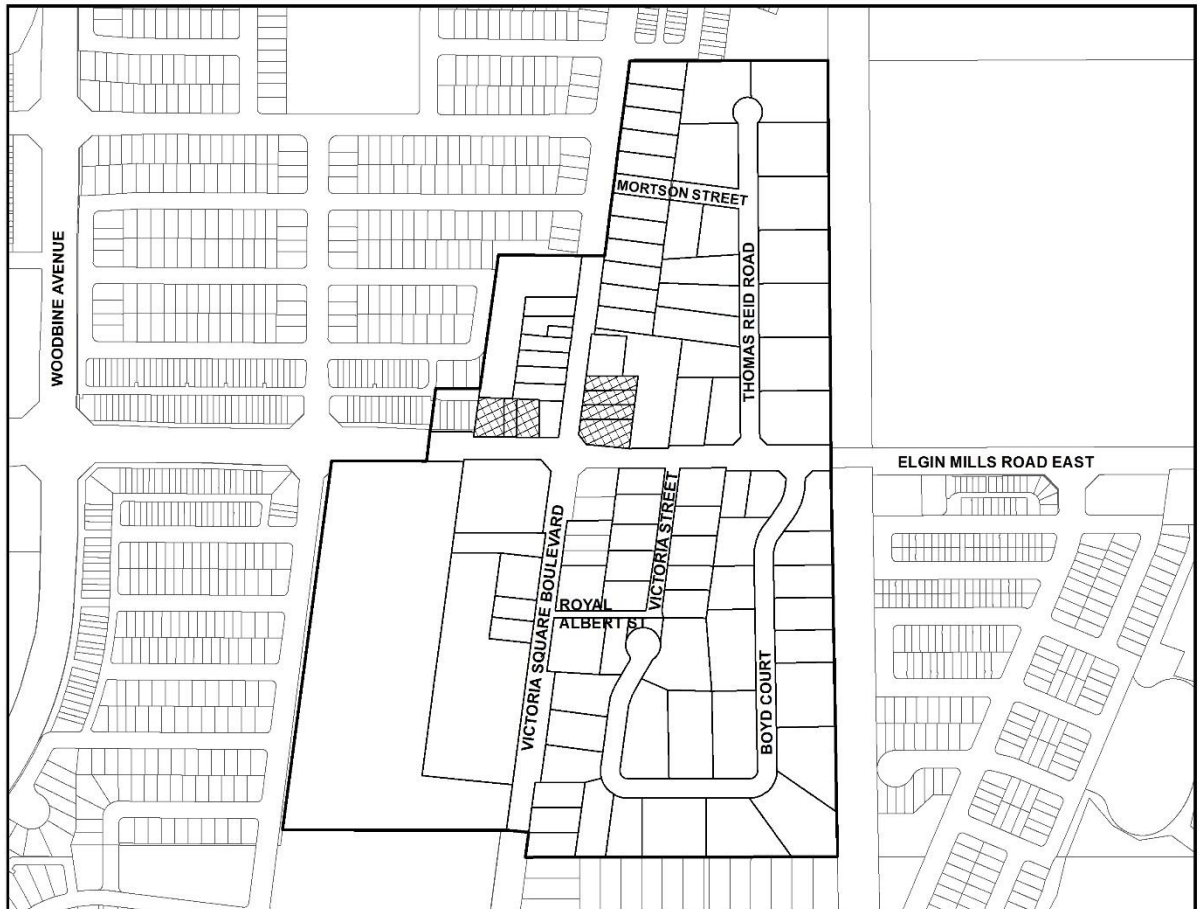 MORTSON STREET
WOODBINE AVENUE
THOMAS REID ROAD
ELGIN MILLS ROAD EAST
VICTORIA STREET
VICTORIA SQUARE BOULEVARD
ROYAL
ALBERT ST
BOYD COURT